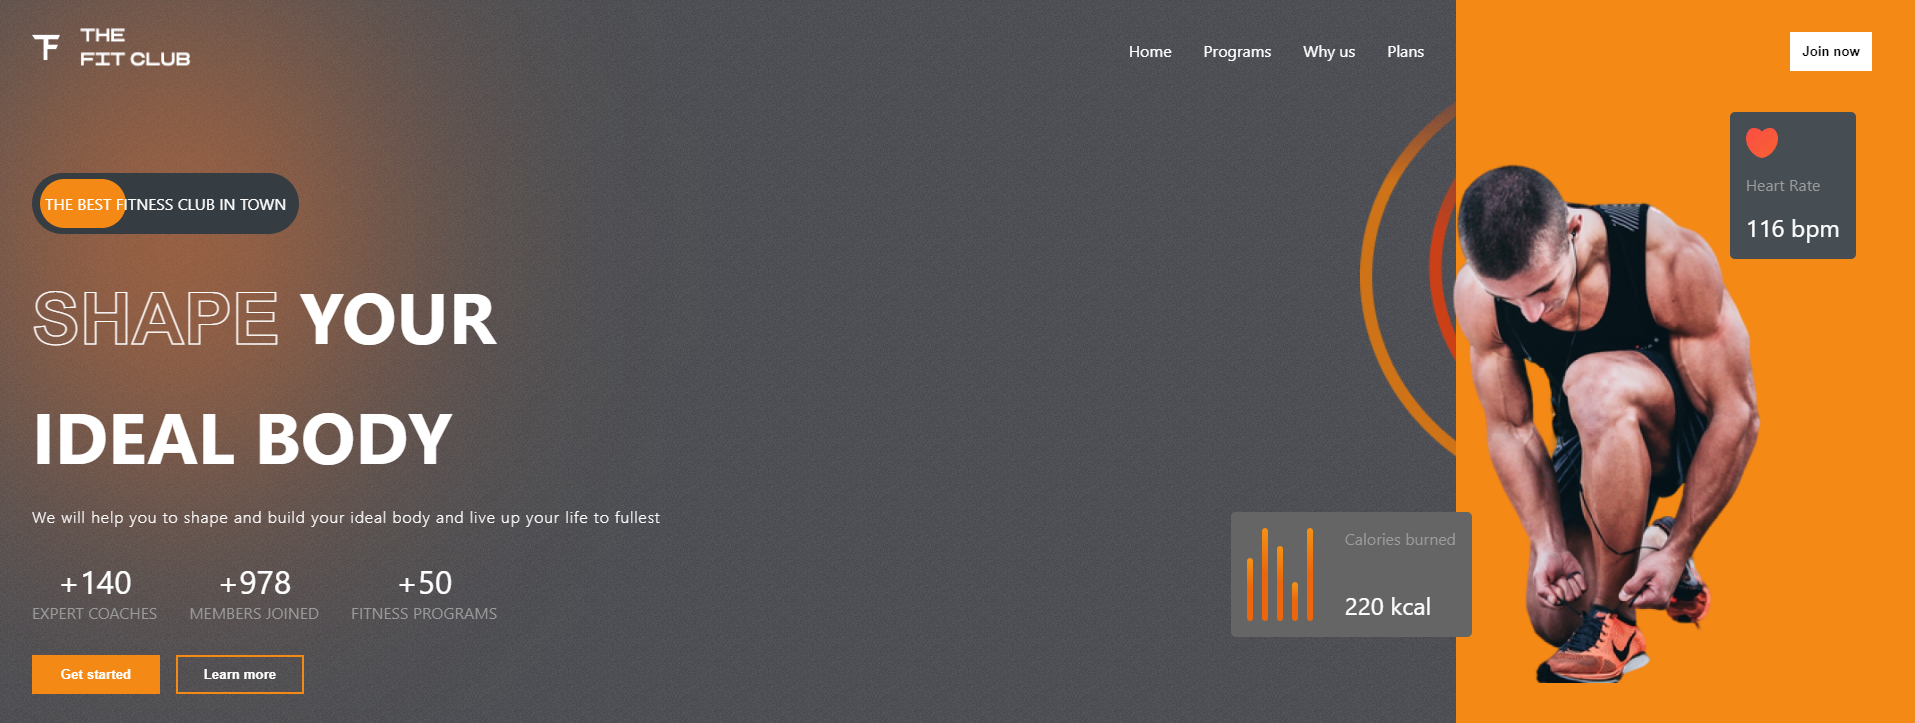 THE
FIT CLUB
Home
Programs
Why us
Plans
Join now
THE BEST FITNESS CLUB IN TOWN
SHAPE YOUR
IDEAL BODY
We will help you to shape and build your ideal body and live up your life to fullest
+140
EXPERT COACHES
+978
MEMBERS JOINED
+50
FITNESS PROGRAMS
Get started
Learn more
Heart Rate
116 bpm
Calories burned
220 kcal